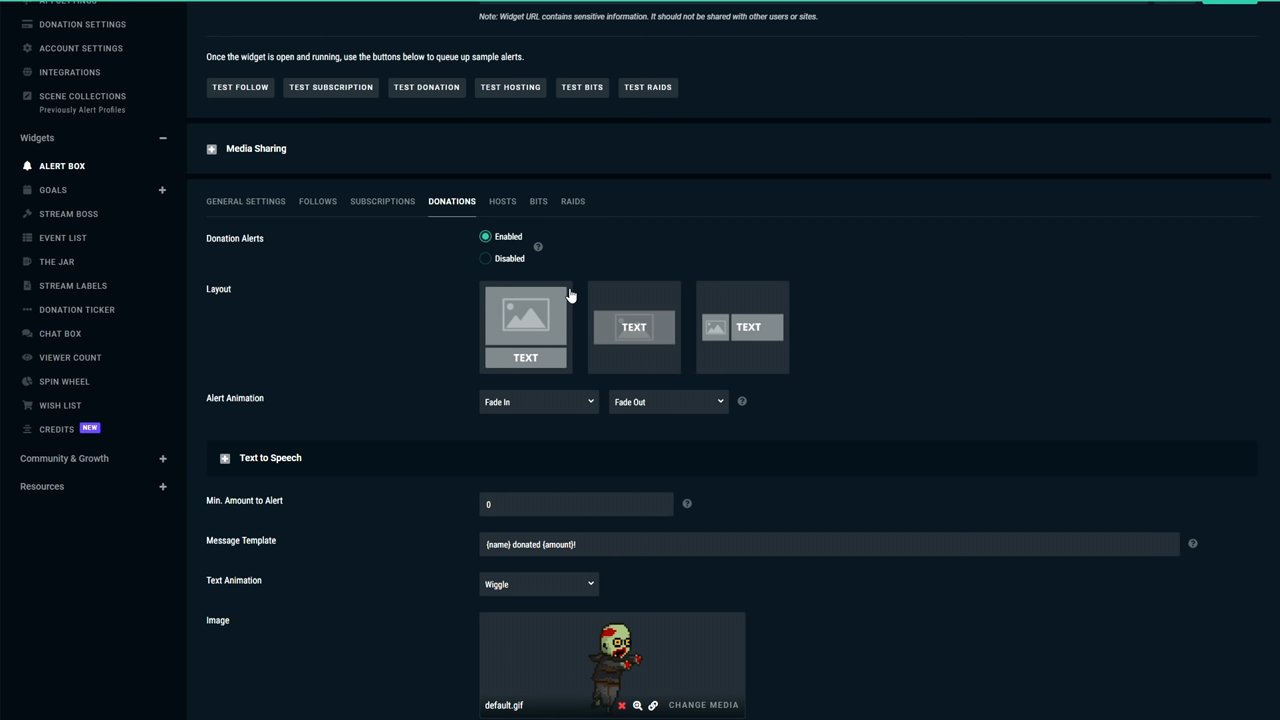 APP SETTINGS
DONATION SETTINGS
ACCOUNT SETTINGS
INTEGRATIONS
SCENE COLLECTIONS
Previously Alert Profiles
Widgets
ALERT BOX
GOALS
STREAM BOSS
EVENT LIST
THE JAR
STREAM LABELS
DONATION TICKER
CHAT BOX
VIEWER COUNT
SPIN WHEEL
WISH LIST
CREDITS NEW
Community & Growth
Resources
Note: Widget URL contains sensitive information. It should not be shared with other users or sites.
Once the widget is open and running, use the buttons below to queue up sample alerts.
TEST FOLLOW TEST SUBSCRIPTION TEST DONATION TEST HOSTING TEST BITS TEST RAIDS
Media Sharing
GENERAL SETTINGS FOLLOWS SUBSCRIPTIONS DONATIONS HOSTS BITS RAIDS
Donation Alerts
Enabled
?
Disabled
Layout
TEXT
TEXT
TEXT
Alert Animation
Fade In Fade Out ?
Text to Speech
Min. Amount to Alert
0 ?
Message Template
{name} donated {amount}! ?
Text Animation
Wiggle
Image
default.gif CHANGE MEDIA